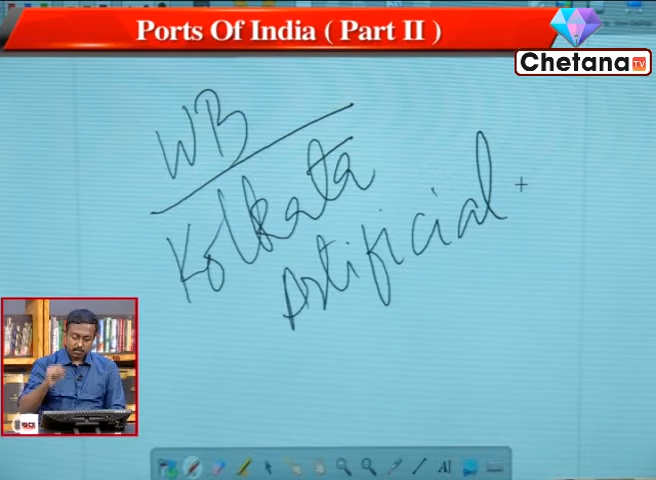 Ports Of India ( Part II )
Chetana TV
WB
Kolkata
Artificial